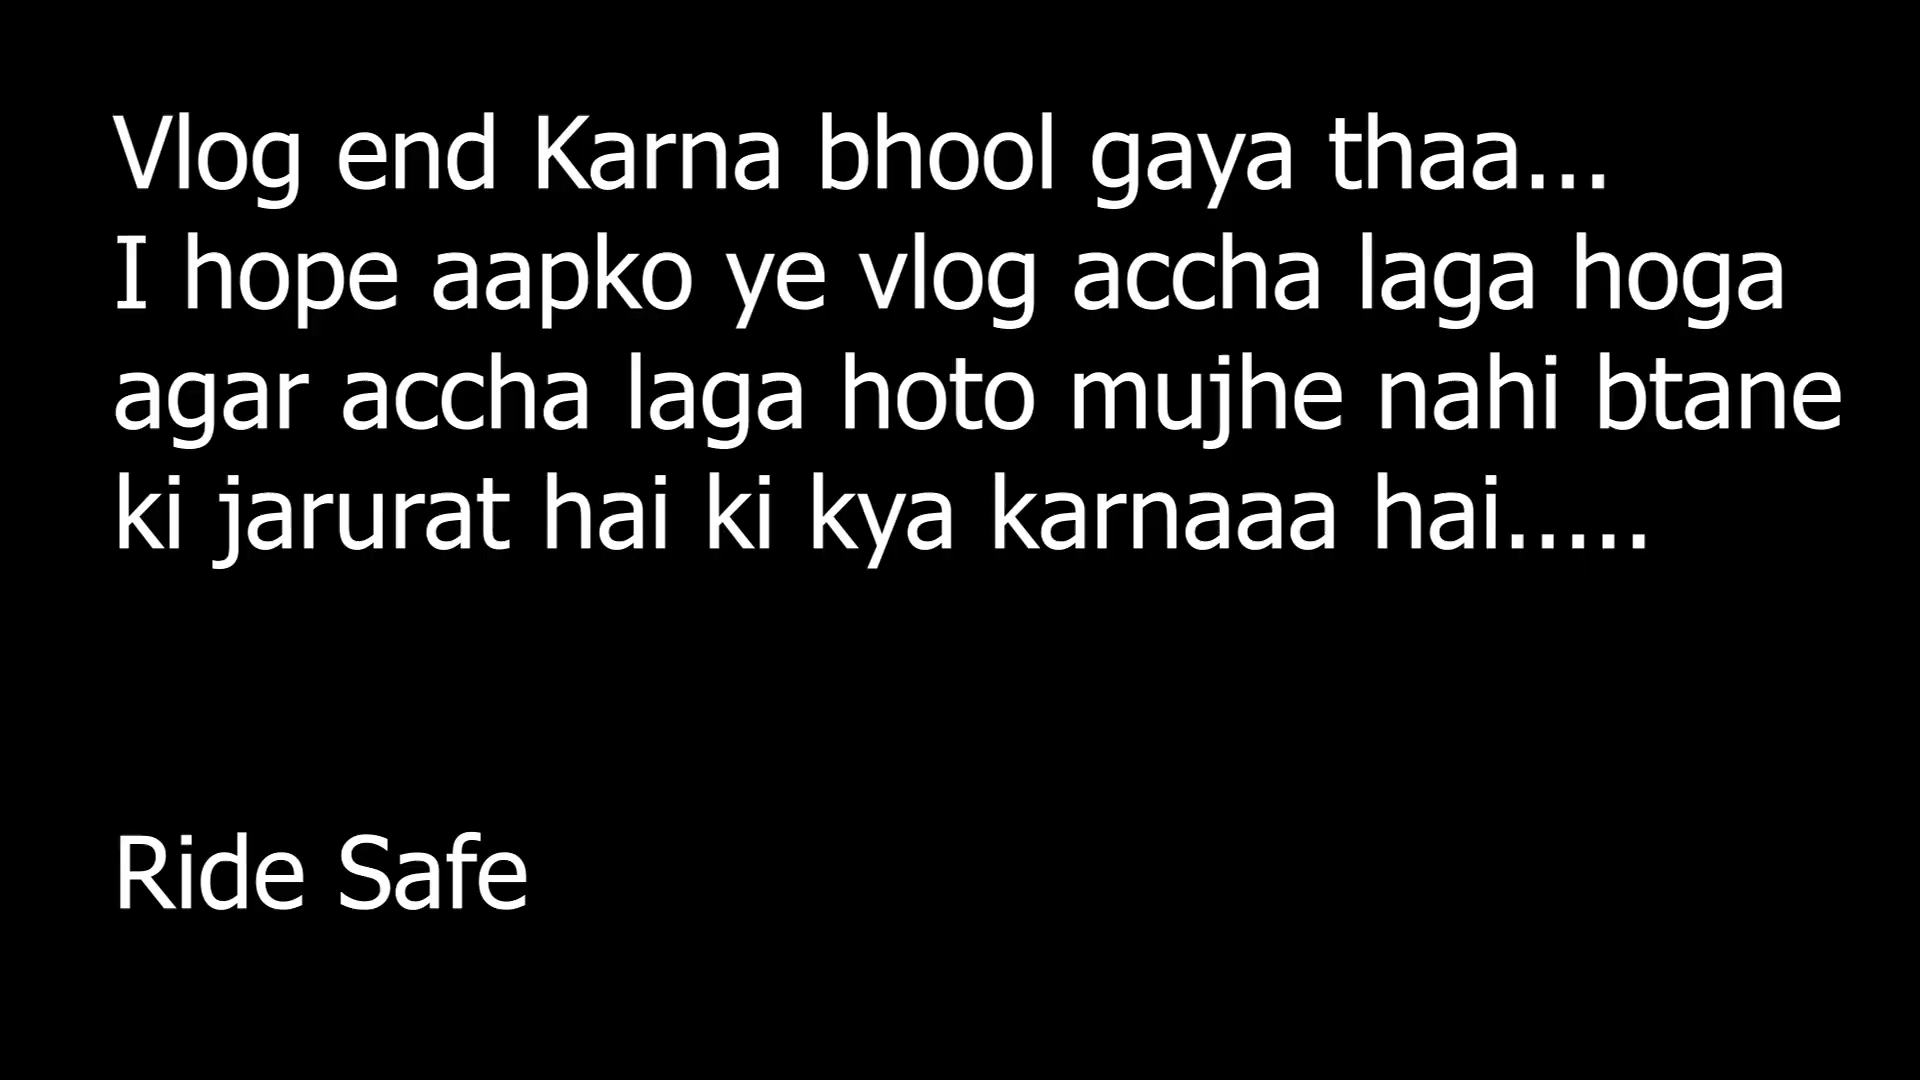 Vlog end Karna bhool gaya thaa...
I hope aapko ye vlog accha laga hoga
agar accha laga hoto mujhe nahi btane
ki jarurat hai ki kya karnaaa hai.....
Ride Safe